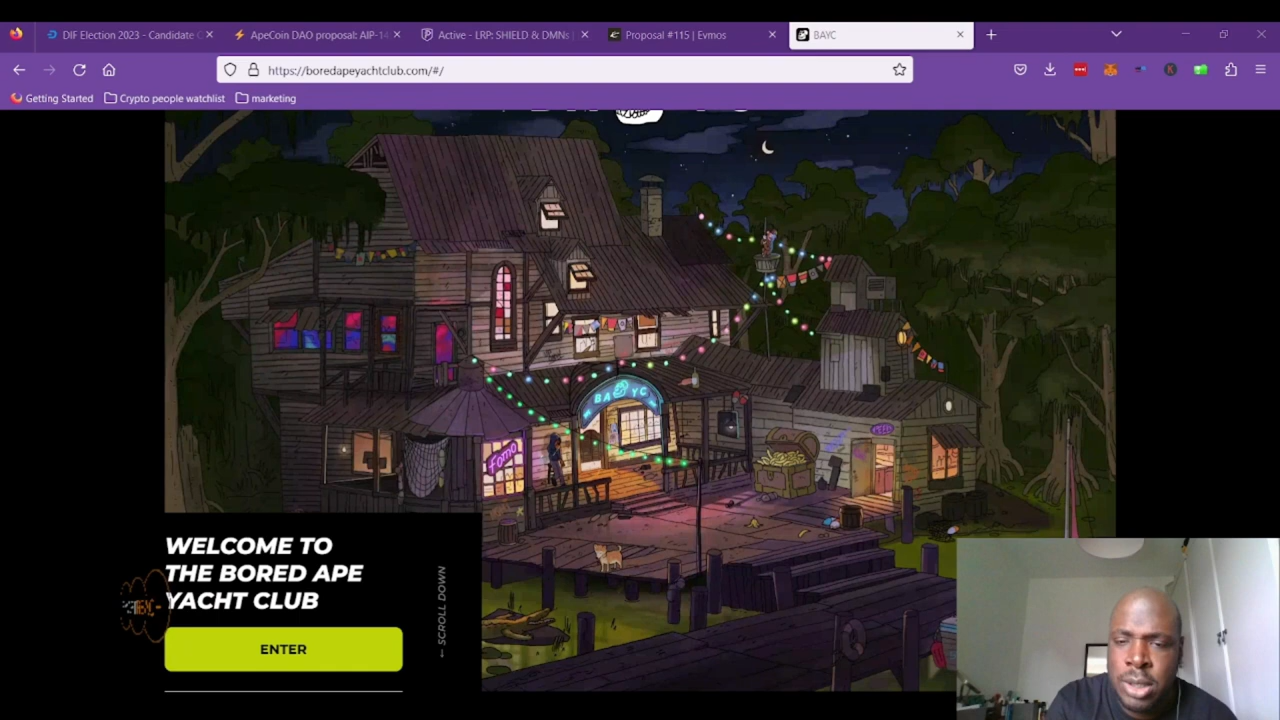 DIF Election 2023 - Candidate C
ApeCoin DAO proposal: AIP-14
Active - LRP: SHIELD & DMNs |
Proposal #115 | Evmos
BAYC
https://boredapeyachtclub.com/#/
Getting Started
Crypto people watchlist
marketing
BAYC
fomo
WELCOME TO
THE BORED APE
YACHT CLUB
← SCROLL DOWN
ENTER